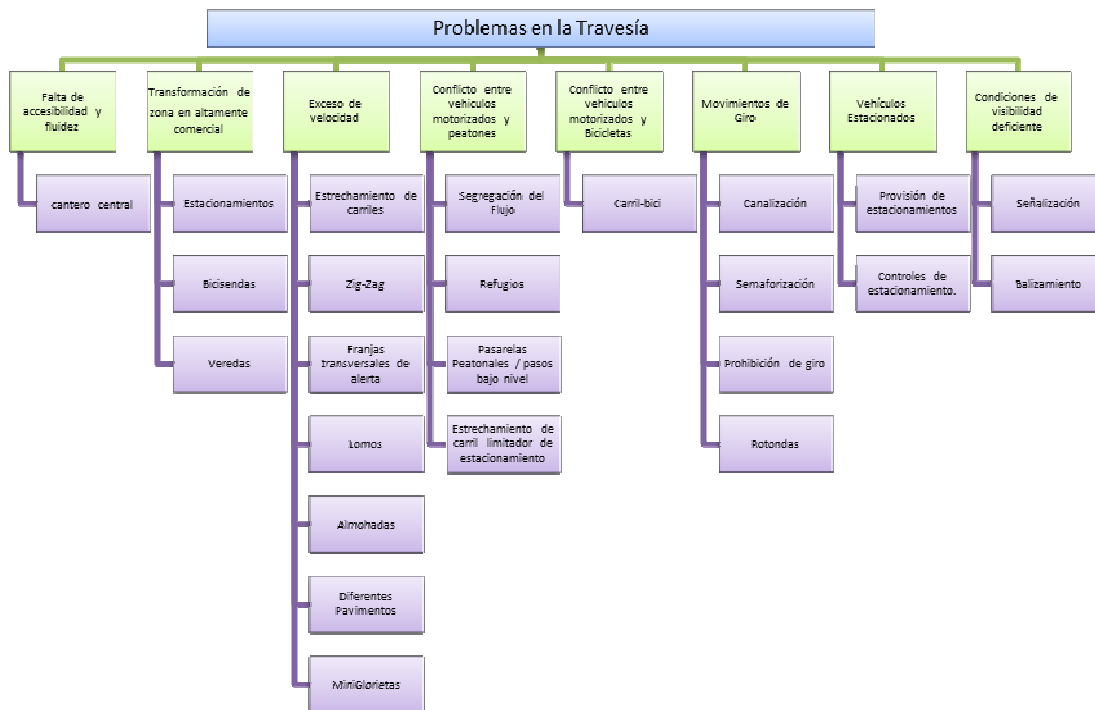 Problemas en la Travesía
Falta de
accesibilidad y
fluidez
cantero central
Transformación de
zona en altamente
comercial
Estacionamientos
Bicisendas
Veredas
Exceso de
velocidad
Estrechamiento de
carriles
Zig-Zag
Franjas
transversales de
alerta
Lomos
Almohadas
Diferentes
Pavimentos
MiniGlorietas
Conflicto entre
vehículos
motorizados y
peatones
Segregación del
Flujo
Refugios
Pasarelas
Peatonales / pasos
bajo nivel
Estrechamiento de
carril limitador de
estacionamiento
Conflicto entre
vehículos
motorizados y
Bicicletas
Carril-bici
Movimientos de
Giro
Canalización
Semaforización
Prohibición de giro
Rotondas
Vehículos
Estacionados
Provisión de
estacionamientos
Controles de
estacionamiento.
Condiciones de
visibilidad
deficiente
Señalización
Balizamiento